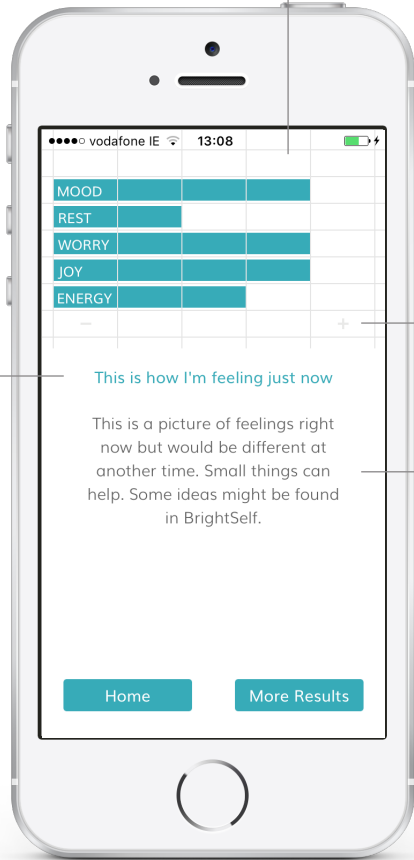 vodafone IE 13:08
MOOD
REST
WORRY
JOY
ENERGY
− +
This is how I'm feeling just now
This is a picture of feelings right
now but would be different at
another time. Small things can
help. Some ideas might be found
in BrightSelf.
Home More Results